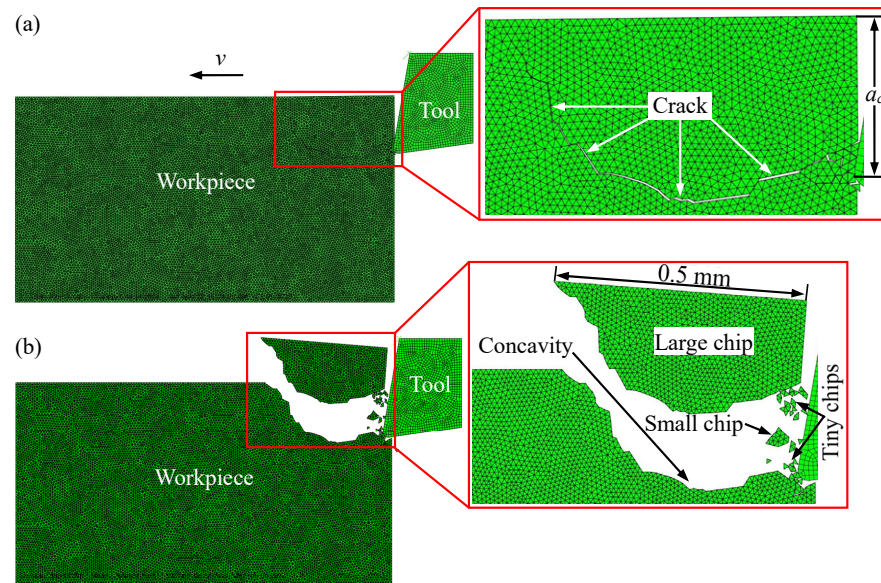 (a)
v
Tool
Workpiece
Crack
(b)
Tool
Workpiece
0.5 mm
Concavity
Large chip
Small chip
Tiny chips